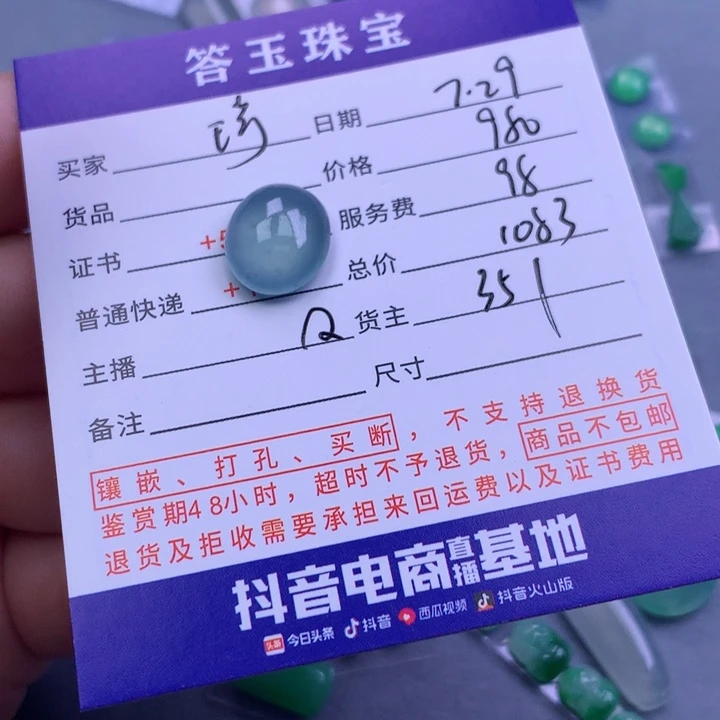 答玉珠宝
买家 琦 日期 7.29
货品 价格 980
证书 +5 服务费 98
普通快递 + 总价 1083
主播 Q 货主 351
备注 尺寸
镶嵌、打孔、买断，不支持退换货
鉴赏期48小时，超时不予退货，商品不包邮
退货及拒收需要承担来回运费以及证书费用
抖音电商直播基地
头条 今日头条 抖音 西瓜视频 抖音火山版